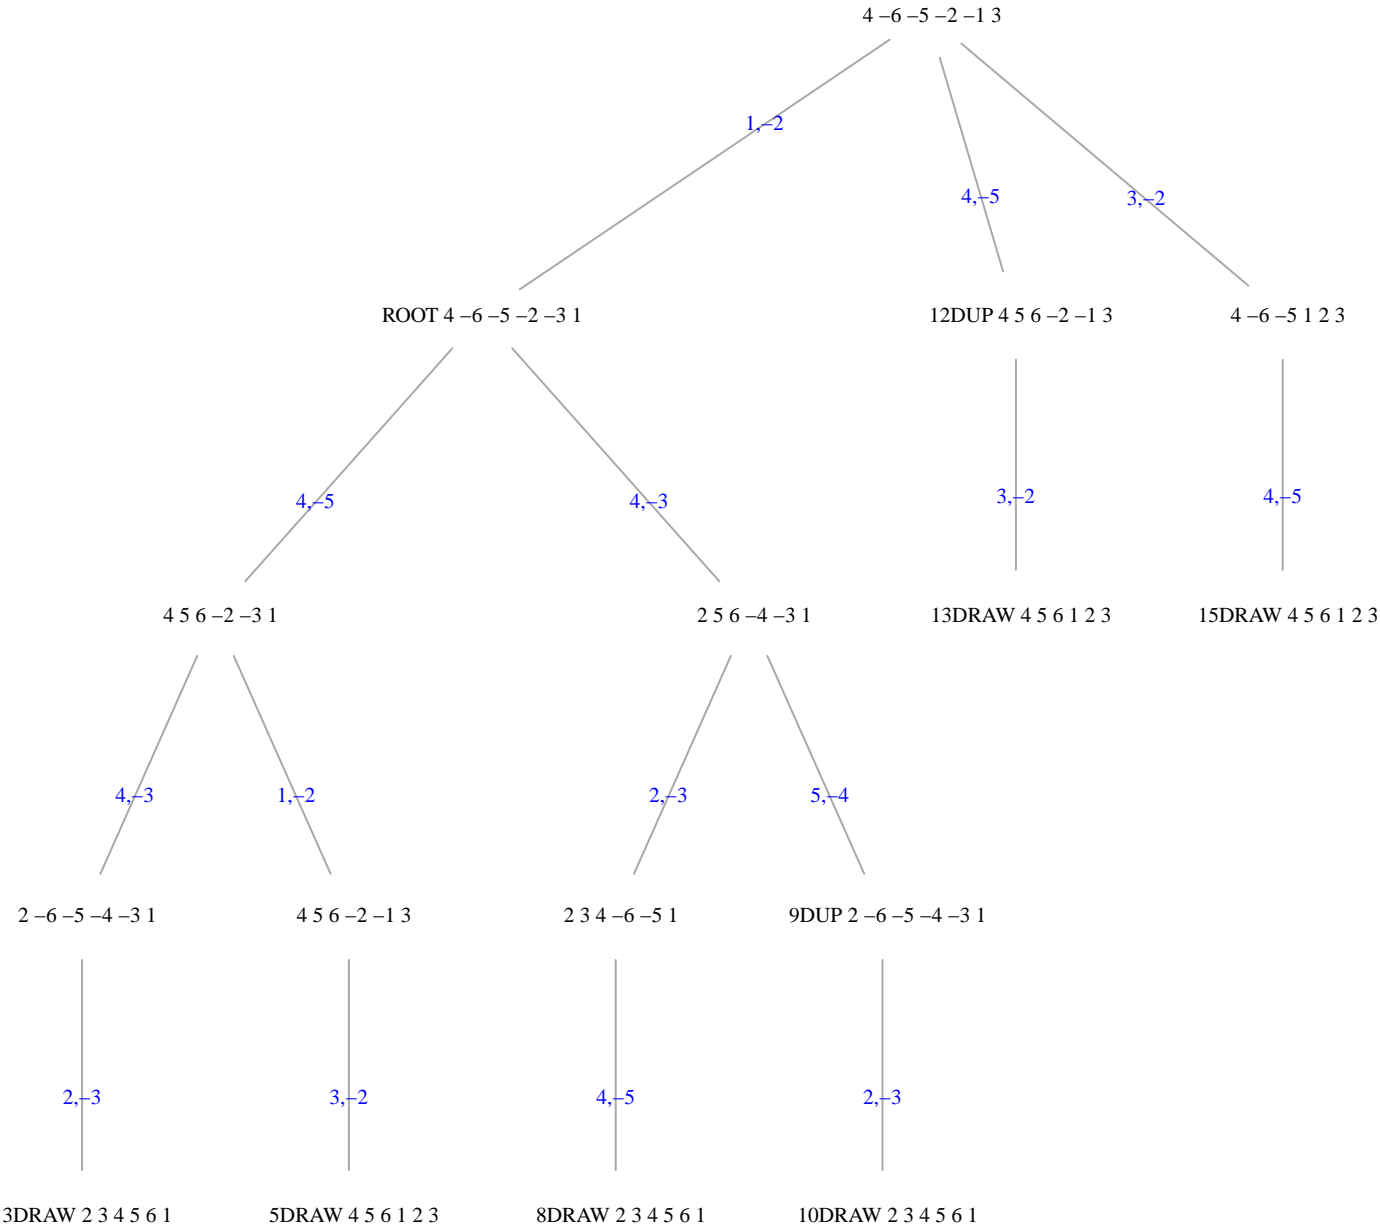 4 –6 –5 –2 –1 3
1,–2
4,–5
3,–2
ROOT 4 –6 –5 –2 –3 1
12DUP 4 5 6 –2 –1 3
4 –6 –5 1 2 3
4,–5
4,–3
3,–2
4,–5
4 5 6 –2 –3 1
2 5 6 –4 –3 1
13DRAW 4 5 6 1 2 3
15DRAW 4 5 6 1 2 3
4,–3
1,–2
2,–3
5,–4
2 –6 –5 –4 –3 1
4 5 6 –2 –1 3
2 3 4 –6 –5 1
9DUP 2 –6 –5 –4 –3 1
2,–3
3,–2
4,–5
2,–3
3DRAW 2 3 4 5 6 1
5DRAW 4 5 6 1 2 3
8DRAW 2 3 4 5 6 1
10DRAW 2 3 4 5 6 1